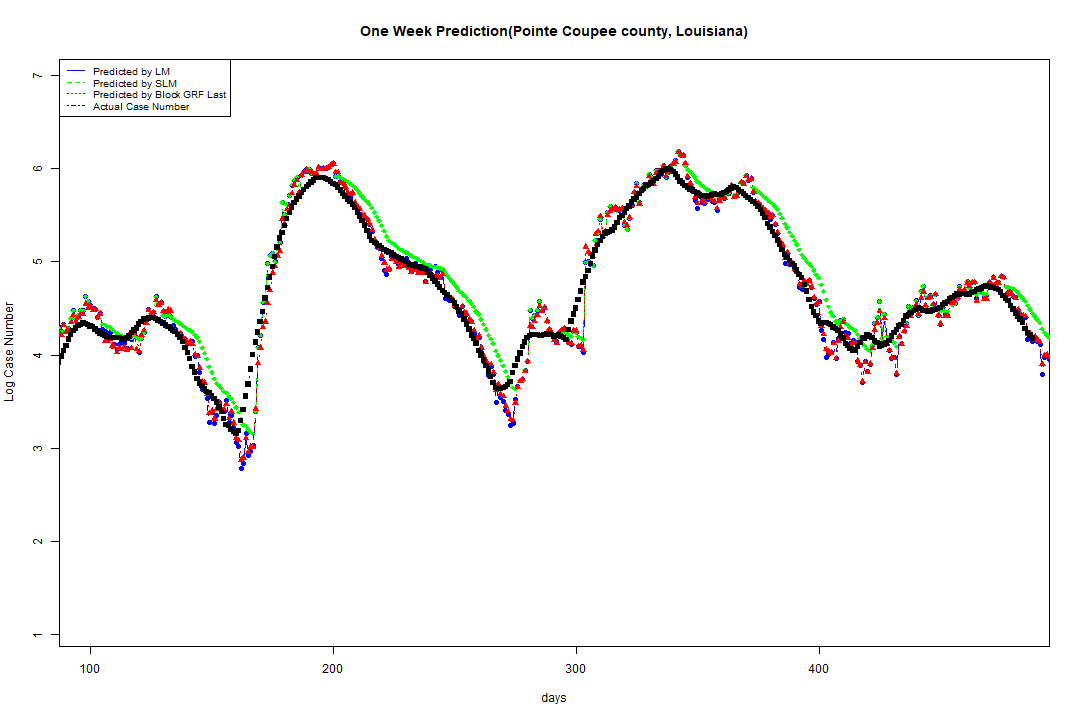 One Week Prediction(Pointe Coupee county, Louisiana)
Predicted by LM
Predicted by SLM
Predicted by Block GRF Last
Actual Case Number
7
6
5
4
3
2
1
Log Case Number
100 200 300 400
days